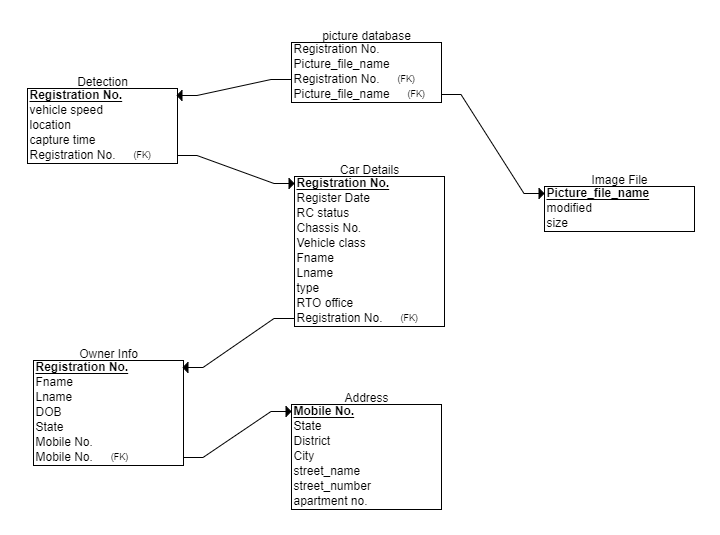 picture database
Registration No.
Picture_file_name
Registration No. (FK)
Picture_file_name (FK)
Detection
Registration No.
vehicle speed
location
capture time
Registration No. (FK)
Car Details
Registration No.
Register Date
RC status
Chassis No.
Vehicle class
Fname
Lname
type
RTO office
Registration No. (FK)
Image File
Picture_file_name
modified
size
Owner Info
Registration No.
Fname
Lname
DOB
State
Mobile No.
Mobile No. (FK)
Address
Mobile No.
State
District
City
street_name
street_number
apartment no.